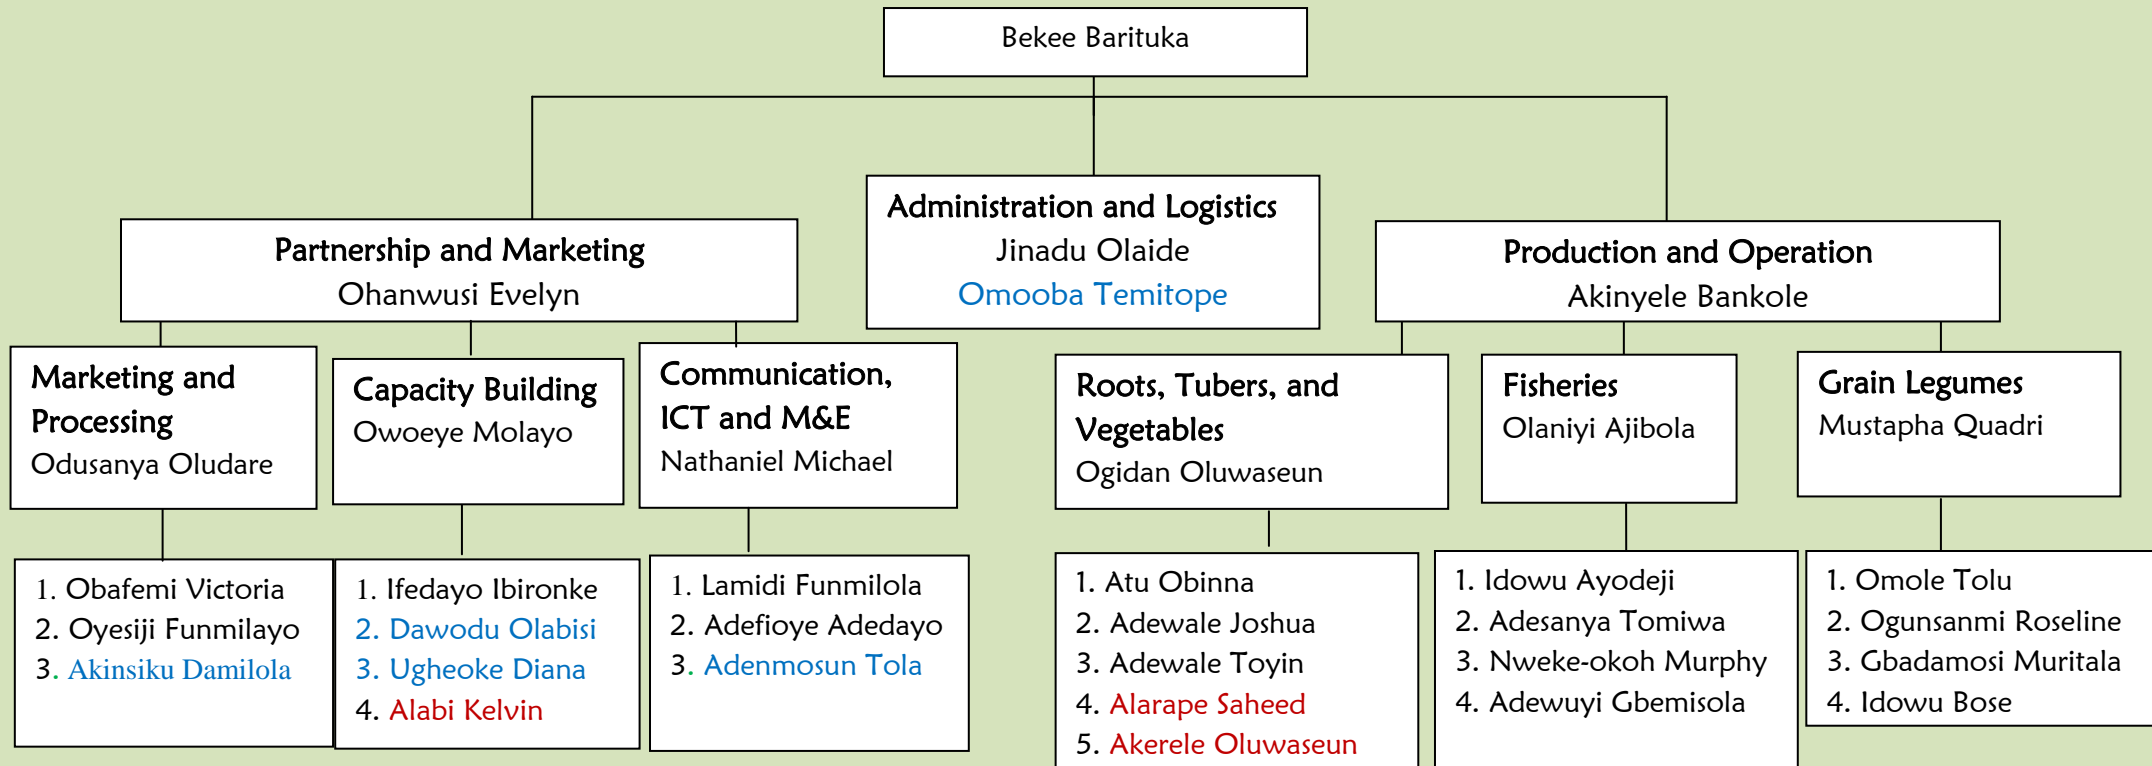 Bekee Barituka
Administration and Logistics
Jinadu Olaide
Omooba Temitope
Partnership and Marketing
Ohanwusi Evelyn
Production and Operation
Akinyele Bankole
Marketing and
Processing
Odusanya Oludare
Capacity Building
Owoeye Molayo
Communication,
ICT and M&E
Nathaniel Michael
Roots, Tubers, and
Vegetables
Ogidan Oluwaseun
Fisheries
Olaniyi Ajibola
Grain Legumes
Mustapha Quadri
1. Obafemi Victoria
2. Oyesiji Funmilayo
3. Akinsiku Damilola
1. Ifedayo Ibironke
2. Dawodu Olabisi
3. Ugheoke Diana
4. Alabi Kelvin
1. Lamidi Funmilola
2. Adefioye Adedayo
3. Adenmosun Tola
1. Atu Obinna
2. Adewale Joshua
3. Adewale Toyin
4. Alarape Saheed
5. Akerele Oluwaseun
1. Idowu Ayodeji
2. Adesanya Tomiwa
3. Nweke-okoh Murphy
4. Adewuyi Gbemisola
1. Omole Tolu
2. Ogunsanmi Roseline
3. Gbadamosi Muritala
4. Idowu Bose